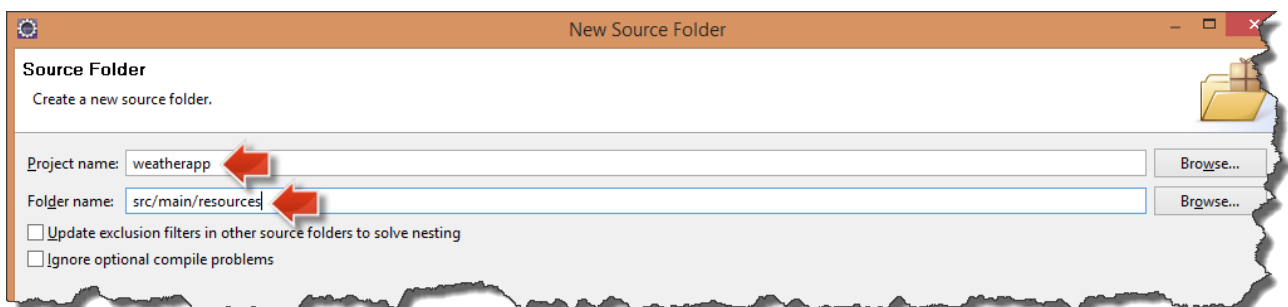 New Source Folder
Source Folder
Create a new source folder.
Project name: weatherapp Browse...
Folder name: src/main/resources Browse...
Update exclusion filters in other source folders to solve nesting
Ignore optional compile problems